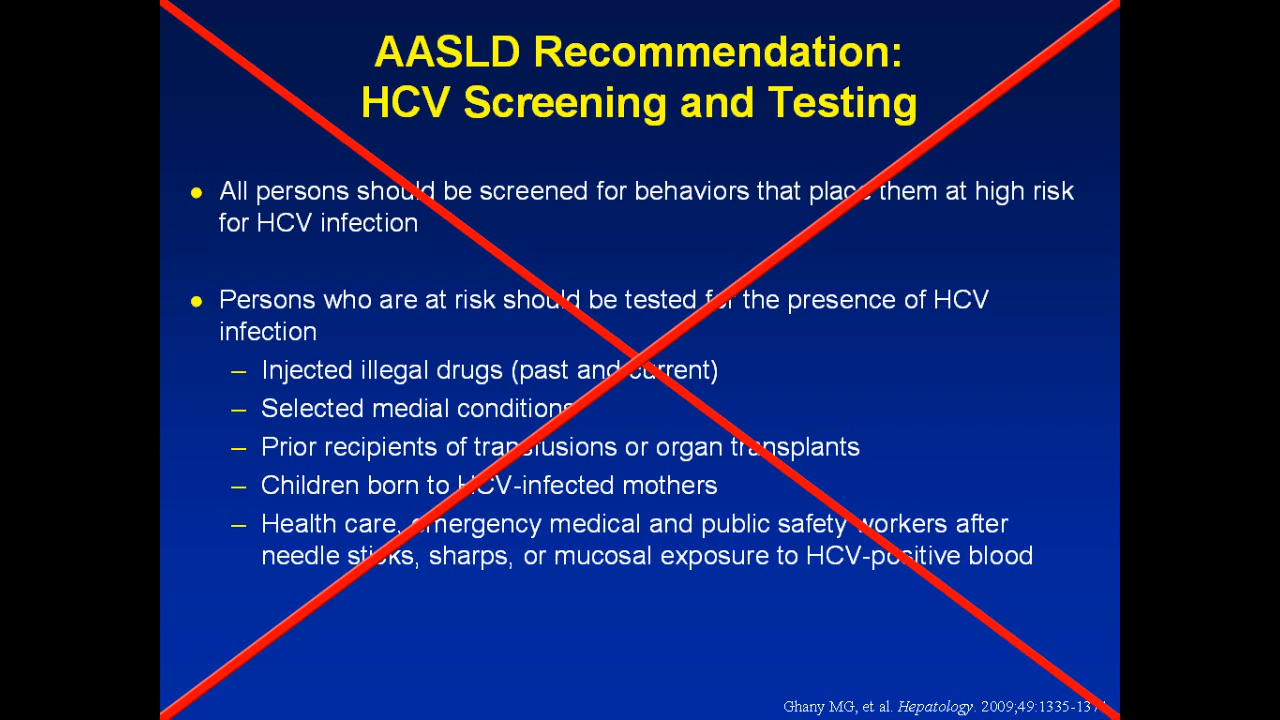 AASLD Recommendation:
HCV Screening and Testing
● All persons should be screened for behaviors that place them at high risk
for HCV infection
● Persons who are at risk should be tested for the presence of HCV
infection
– Injected illegal drugs (past and current)
– Selected medial conditions
– Prior recipients of transfusions or organ transplants
– Children born to HCV-infected mothers
– Health care, emergency medical and public safety workers after
needle sticks, sharps, or mucosal exposure to HCV-positive blood
Ghany MG, et al. Hepatology. 2009;49:1335-1374